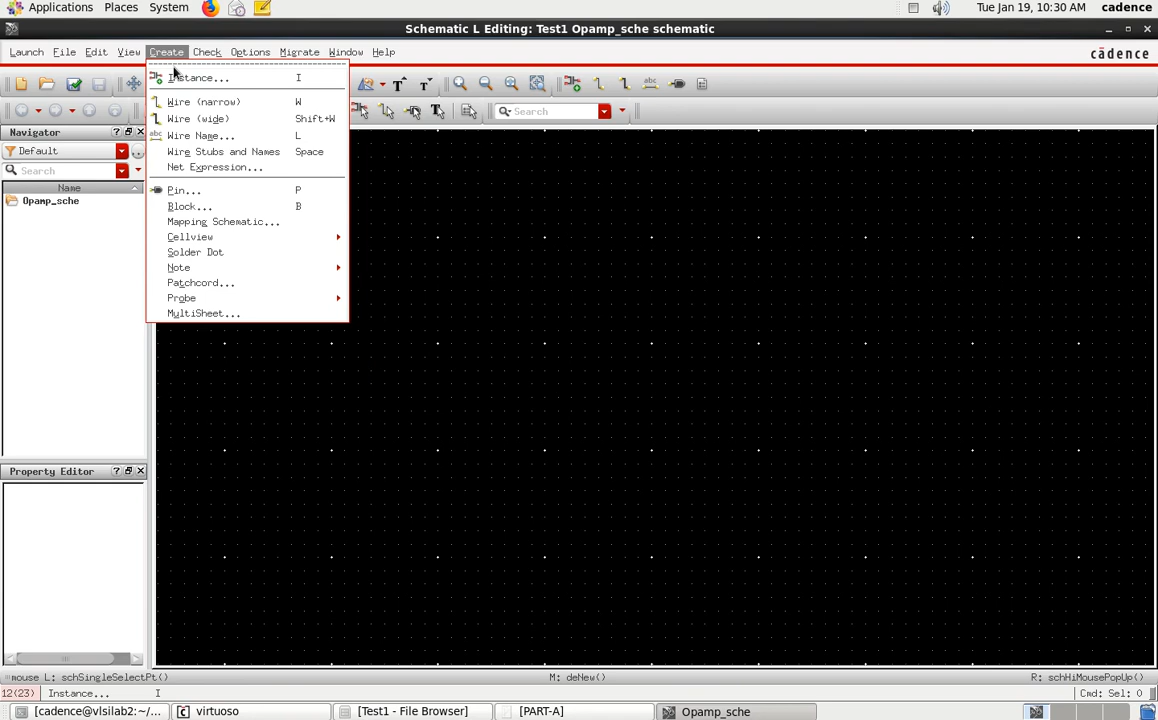 Applications Places System Tue Jan 19, 10:30 AM cadence
Schematic L Editing: Test1 Opamp_sche schematic
Launch File Edit View Create Check Options Migrate Window Help cādence
Instance... I
T T abc
Wire (narrow) W
Search
Wire (wide) Shift+W
abc Wire Name... L
Wire Stubs and Names Space
Net Expression... 
Pin... P
Block... B
Mapping Schematic...
Cellview
Solder Dot
Note
Patchcord...
Probe
MultiSheet...
Navigator ?
Default ...
Search
Name
Opamp_sche
Property Editor ?
mouse L: schSingleSelectPt() M: deNew() R: schHiMousePopUp()
12(23) Instance... I Cmd: Sel: 0
[cadence@vlsilab2:~/... virtuoso [Test1 - File Browser] [PART-A] Opamp_sche